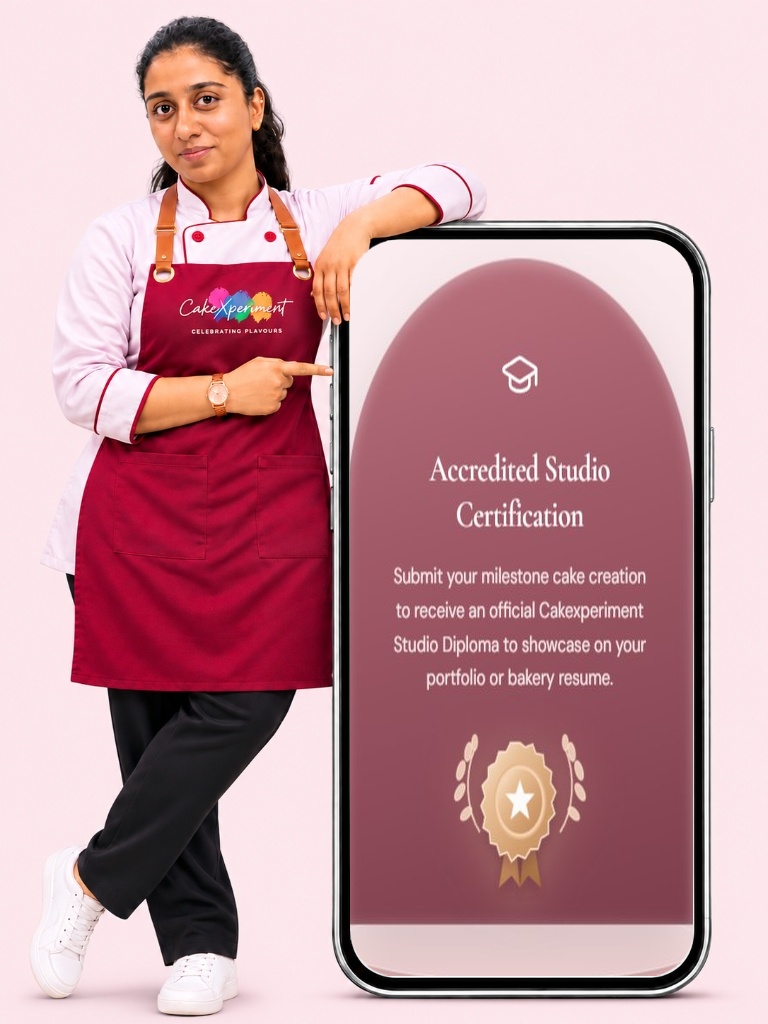 CakeXperiment
CELEBRATING PLAVOURS
Accredited Studio
Certification
Submit your milestone cake creation
to receive an official Cakexperiment
Studio Diploma to showcase on your
portfolio or bakery resume.